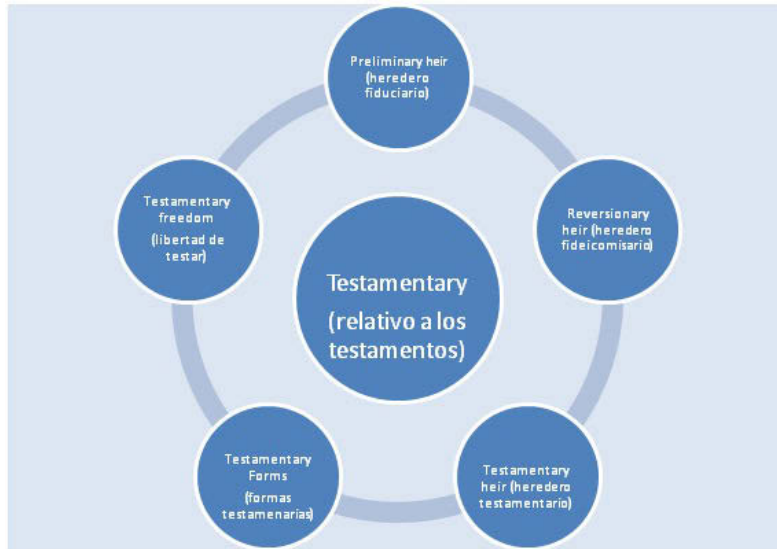 Preliminary heir
(heredero
fiduciario)
Testamentary
freedom
(libertad de
testar)
Reversionary
heir (heredero
fideicomisario)
Testamentary
(relativo a los
testamentos)
Testamentary
Forms
(formas
testamenarias)
Testamentary
heir (heredero
testamentario)